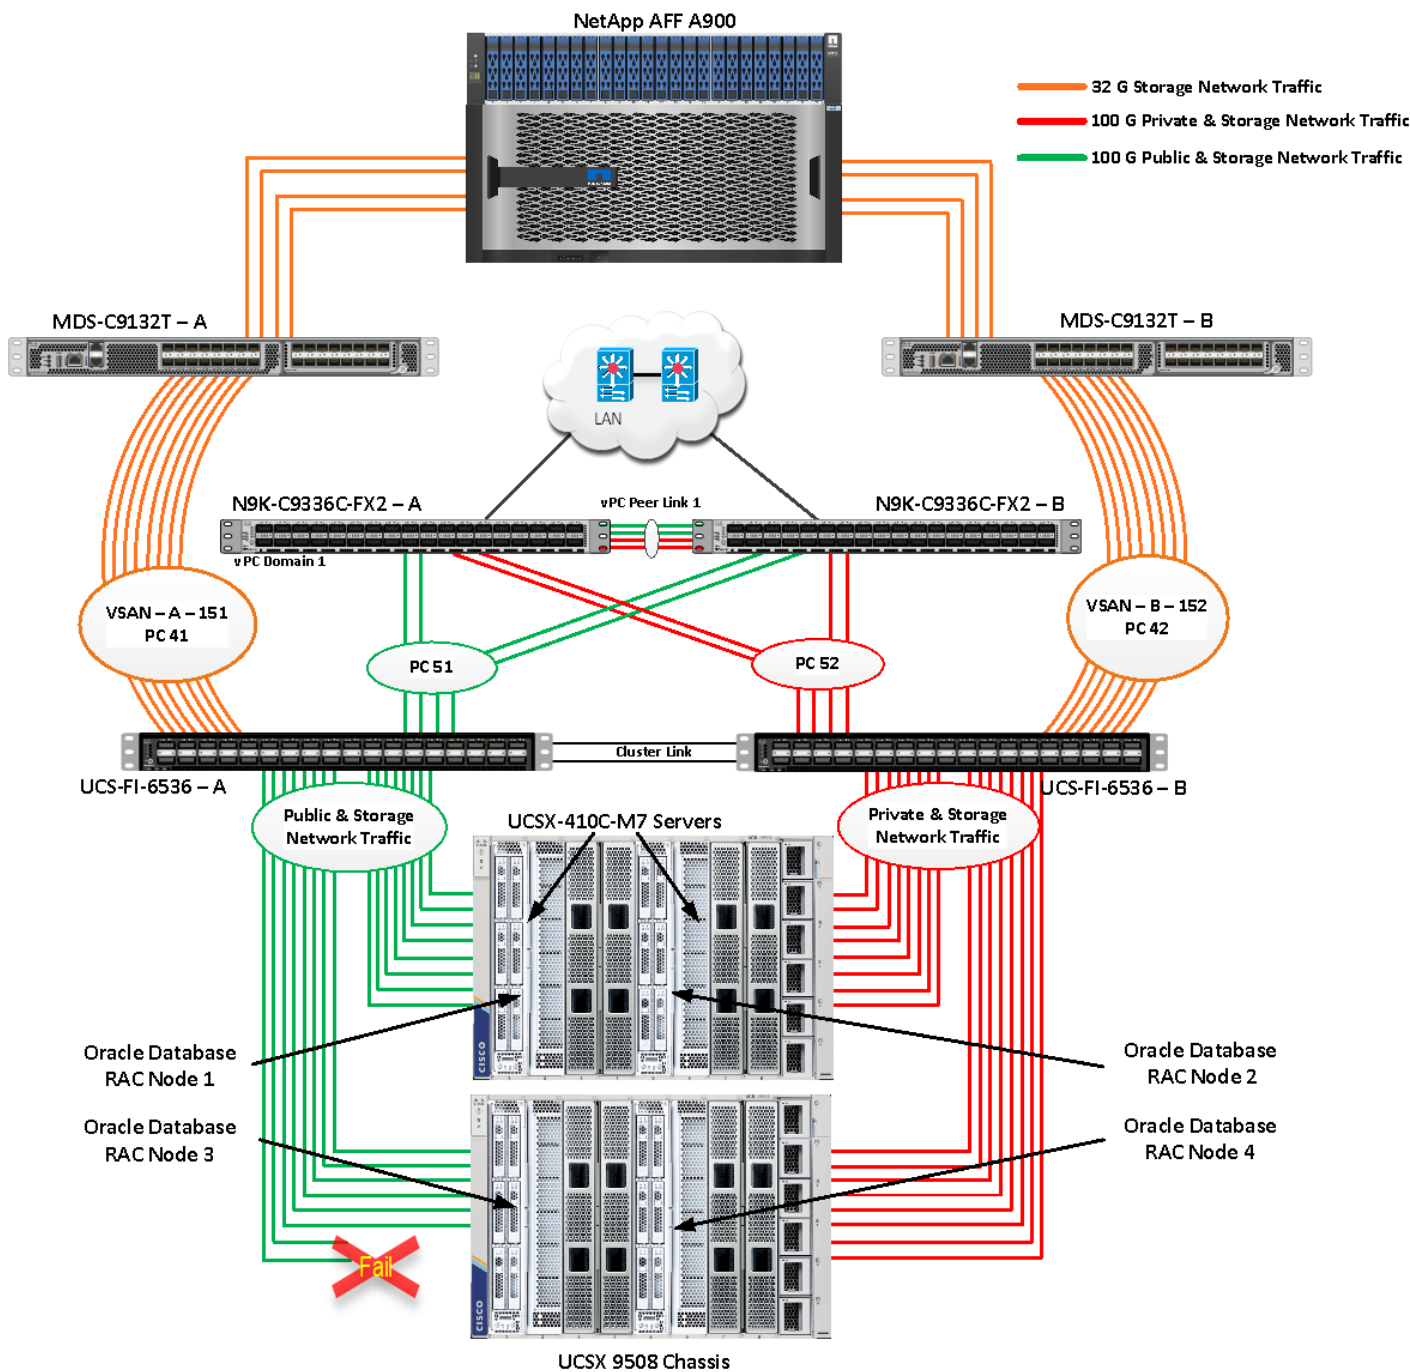 NetApp AFF A900
32 G Storage Network Traffic
100 G Private & Storage Network Traffic
100 G Public & Storage Network Traffic
MDS-C9132T – A
MDS-C9132T – B
LAN
N9K-C9336C-FX2 – A
vPC Peer Link 1
N9K-C9336C-FX2 – B
vPC Domain 1
VSAN – A – 151
PC 41
VSAN – B – 152
PC 42
PC 51
PC 52
Cluster Link
UCS-FI-6536 – A
UCS-FI-6536 – B
Public & Storage
Network Traffic
Private & Storage
Network Traffic
UCSX-410C-M7 Servers
Oracle Database
RAC Node 1
Oracle Database
RAC Node 2
CISCO
Oracle Database
RAC Node 3
Oracle Database
RAC Node 4
Fail
CISCO
UCSX 9508 Chassis